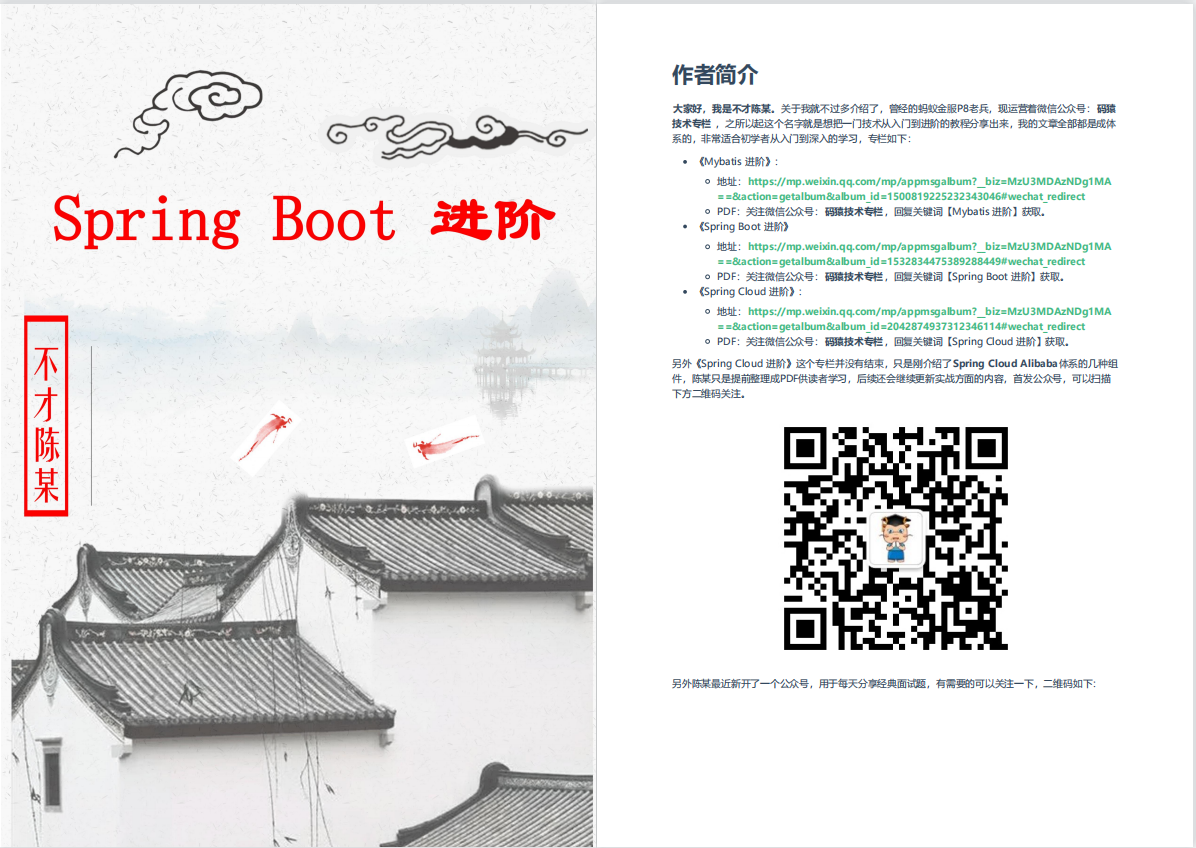 Spring Boot 进阶
不才陈某
作者简介
大家好，我是不才陈某。关于我就不过多介绍了，曾经的蚂蚁金服P8老兵，现运营着微信公众号：码猿
技术专栏 ，之所以起这个名字就是想把一门技术从入门到进阶的教程分享出来，我的文章全部都是成体
系的，非常适合初学者从入门到深入的学习，专栏如下：
《Mybatis 进阶》：
地址：https://mp.weixin.qq.com/mp/appmsgalbum?__biz=MzU3MDAzNDg1MA
==&action=getalbum&album_id=1500819225232343046#wechat_redirect
PDF：关注微信公众号：码猿技术专栏，回复关键词【Mybatis 进阶】获取。
《Spring Boot 进阶》
地址：https://mp.weixin.qq.com/mp/appmsgalbum?__biz=MzU3MDAzNDg1MA
==&action=getalbum&album_id=1532834475389288449#wechat_redirect
PDF：关注微信公众号：码猿技术专栏，回复关键词【Spring Boot 进阶】获取。
《Spring Cloud 进阶》：
地址：https://mp.weixin.qq.com/mp/appmsgalbum?__biz=MzU3MDAzNDg1MA
==&action=getalbum&album_id=2042874937312346114#wechat_redirect
PDF：关注微信公众号：码猿技术专栏，回复关键词【Spring Cloud 进阶】获取。
另外《Spring Cloud 进阶》这个专栏并没有结束，只是刚介绍了Spring Cloud Alibaba体系的几种组
件，陈某只是提前整理成PDF供读者学习，后续还会继续更新实战方面的内容，首发公众号，可以扫描
下方二维码关注。
另外陈某最近新开了一个公众号，用于每天分享经典面试题，有需要的可以关注一下，二维码如下：